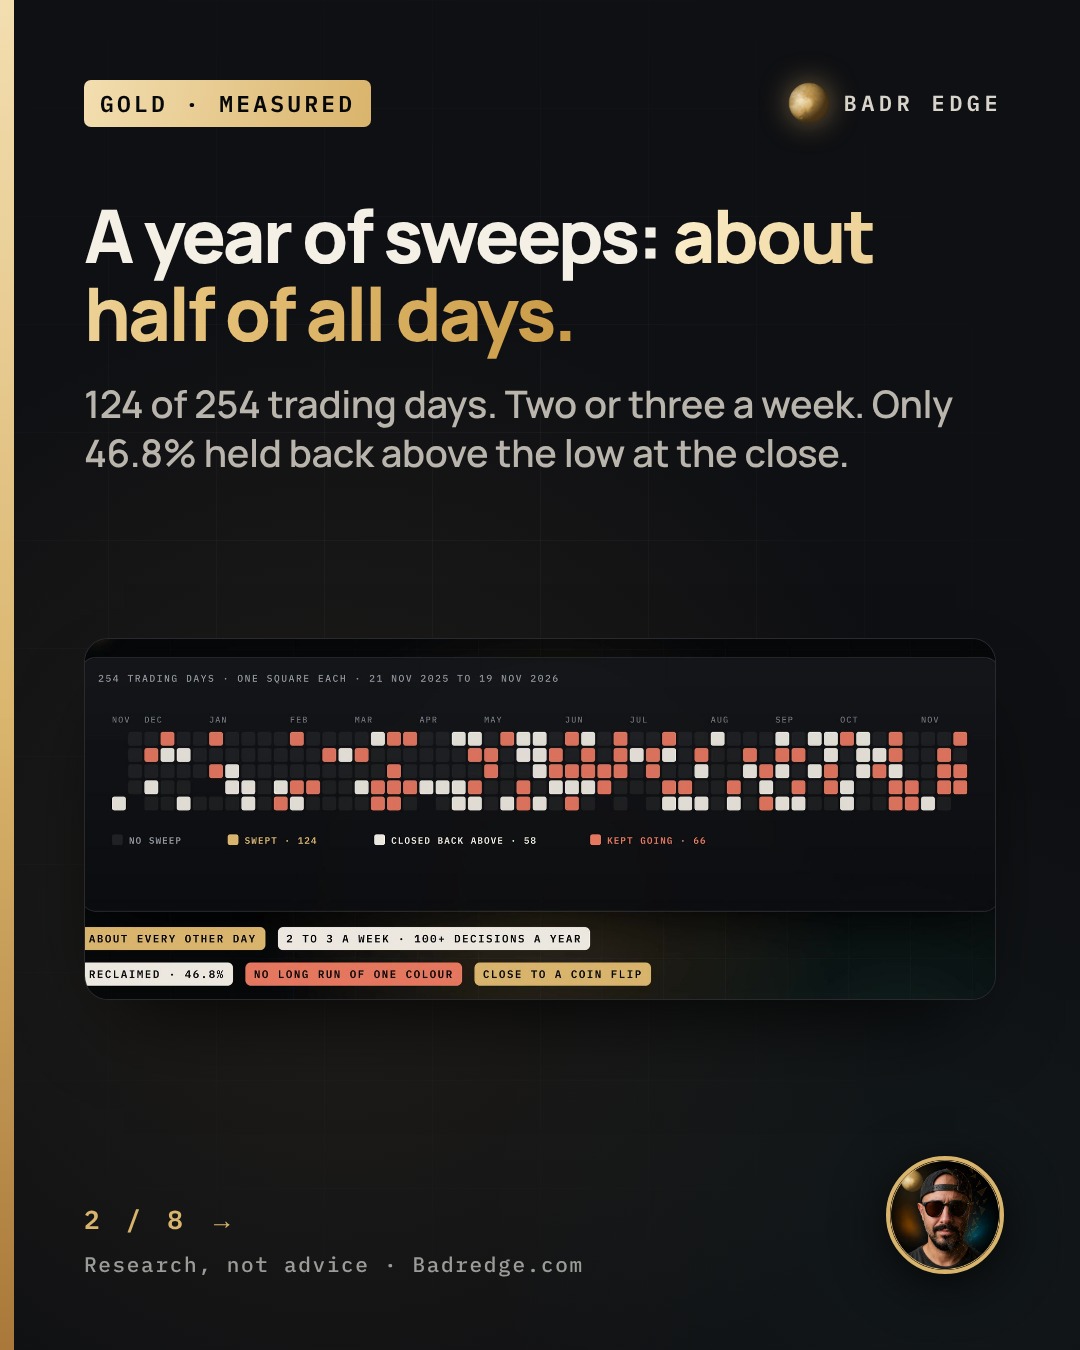 GOLD · MEASURED
BADR EDGE
A year of sweeps: about
half of all days.
124 of 254 trading days. Two or three a week. Only
46.8% held back above the low at the close.
254 TRADING DAYS · ONE SQUARE EACH · 21 NOV 2025 TO 19 NOV 2026
NOV DEC JAN FEB MAR APR MAY JUN JUL AUG SEP OCT NOV
NO SWEEP SWEPT · 124 CLOSED BACK ABOVE · 58 KEPT GOING · 66
ABOUT EVERY OTHER DAY 2 TO 3 A WEEK · 100+ DECISIONS A YEAR
RECLAIMED · 46.8% NO LONG RUN OF ONE COLOUR CLOSE TO A COIN FLIP
2 / 8 →
Research, not advice · Badredge.com